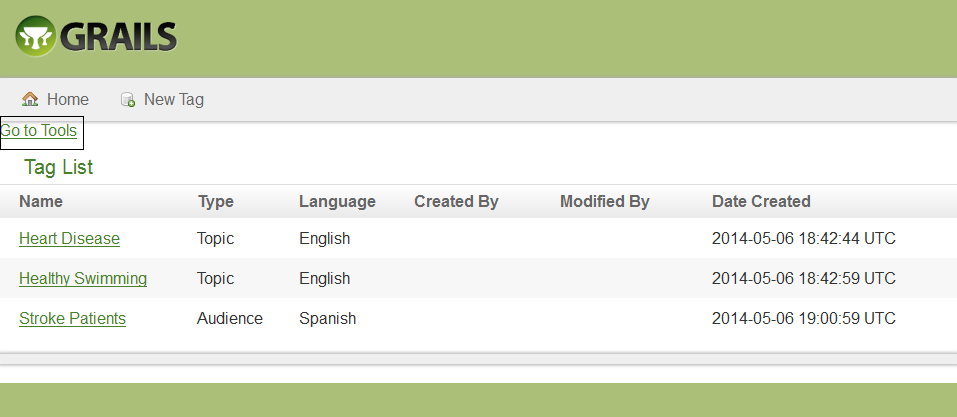 GRAILS
Home New Tag
Go to Tools
Tag List
Name Type Language Created By Modified By Date Created
Heart Disease Topic English 2014-05-06 18:42:44 UTC
Healthy Swimming Topic English 2014-05-06 18:42:59 UTC
Stroke Patients Audience Spanish 2014-05-06 19:00:59 UTC